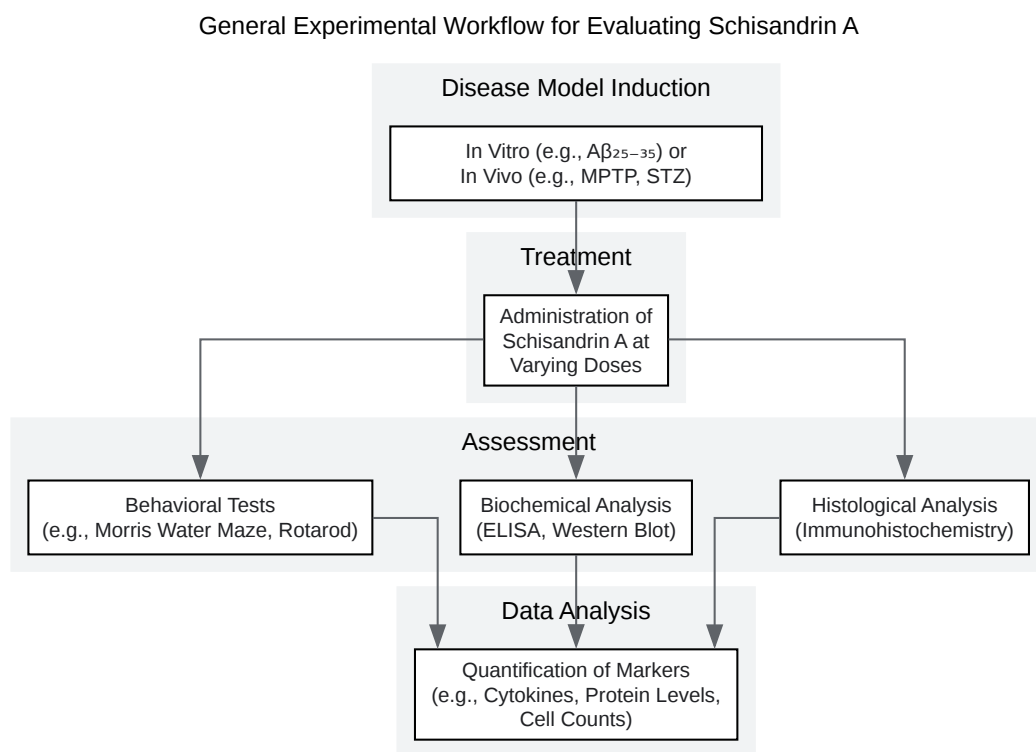 General Experimental Workflow for Evaluating Schisandrin A
Disease Model Induction
In Vitro (e.g., Aβ₂₅₋₃₅) or
In Vivo (e.g., MPTP, STZ)
Treatment
Administration of
Schisandrin A at
Varying Doses
Assessment
Behavioral Tests
(e.g., Morris Water Maze, Rotarod)
Biochemical Analysis
(ELISA, Western Blot)
Histological Analysis
(Immunohistochemistry)
Data Analysis
Quantification of Markers
(e.g., Cytokines, Protein Levels,
Cell Counts)